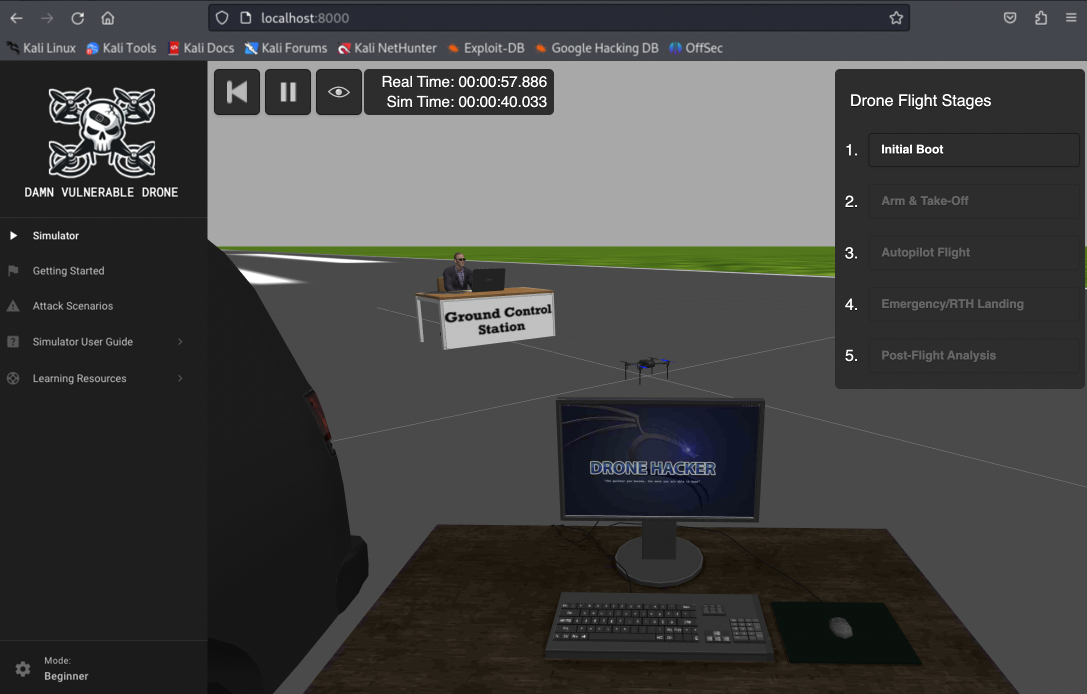 localhost:8000
Kali Linux
Kali Tools
Kali Docs
Kali Forums
Kali NetHunter
Exploit-DB
Google Hacking DB
OffSec
DAMN VULNERABLE DRONE
Simulator
Getting Started
Attack Scenarios
Simulator User Guide
Learning Resources
Mode:
Beginner
Real Time: 00:00:57.886
Sim Time: 00:00:40.033
Drone Flight Stages
1. Initial Boot
2. Arm & Take-Off
3. Autopilot Flight
4. Emergency/RTH Landing
5. Post-Flight Analysis
Ground Control
Station
DRONE HACKER